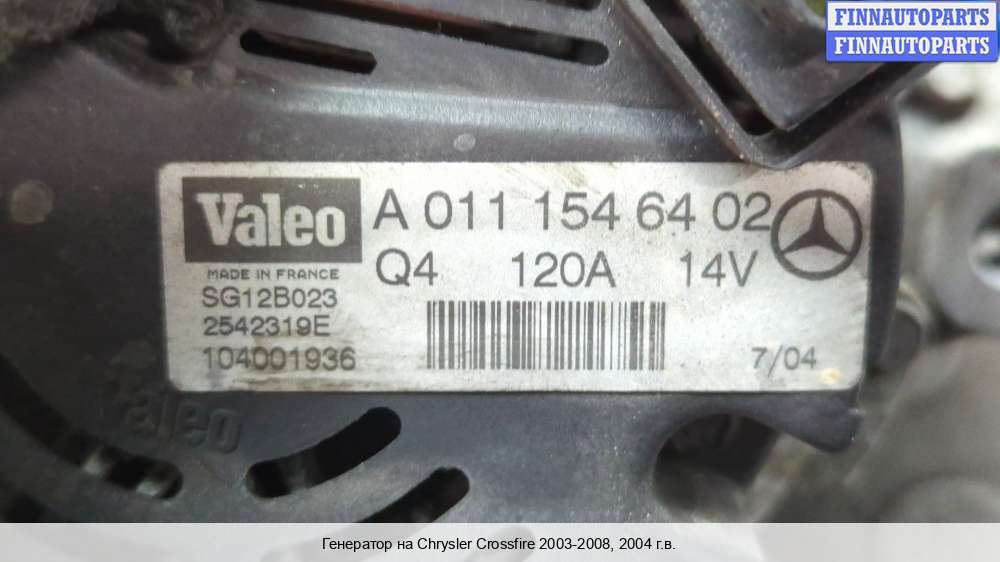 FINNAUTOPARTS
FINNAUTOPARTS
Valeo
A 011 154 64 02
MADE IN FRANCE
Q4 120A 14V
SG12B023
2542319E
104001936
7/04
Valeo
Генератор на Chrysler Crossfire 2003-2008, 2004 г.в.